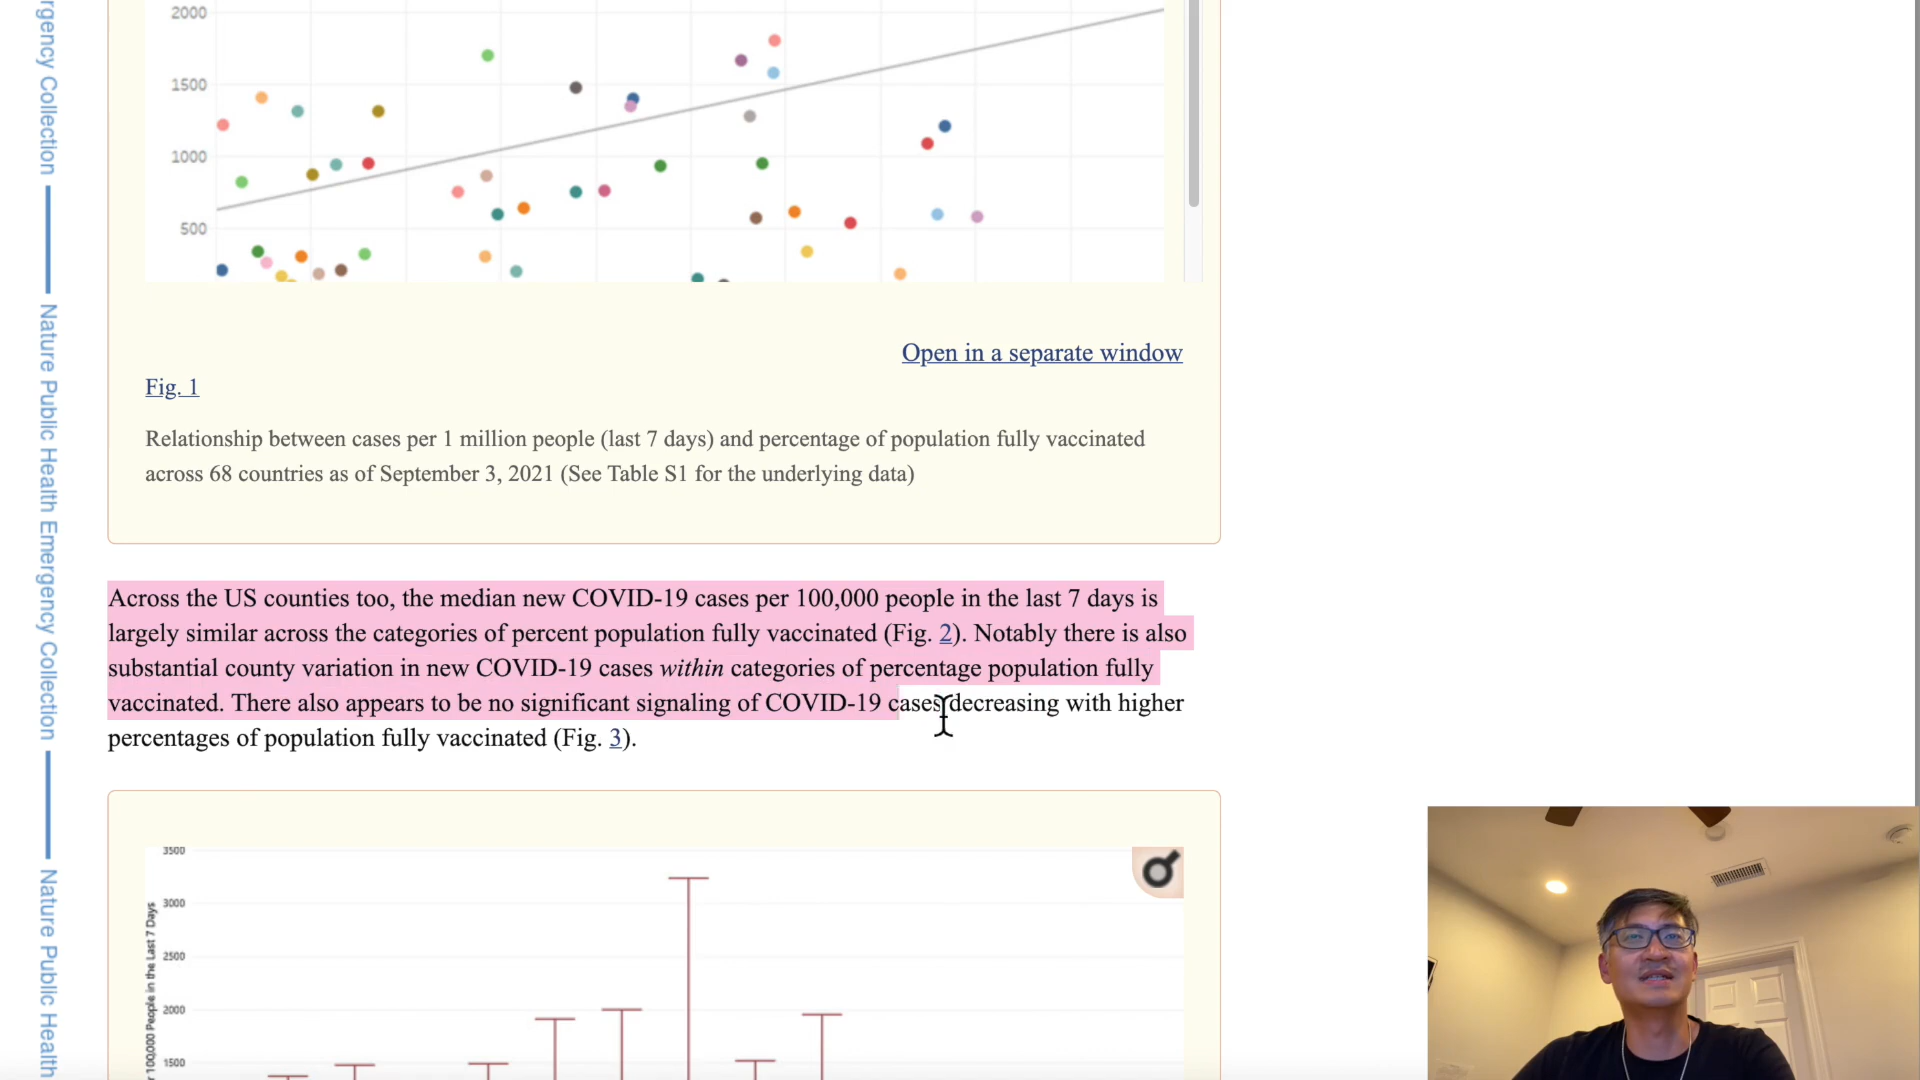 2000
1500
1000
500
Open in a separate window
Fig. 1
Relationship between cases per 1 million people (last 7 days) and percentage of population fully vaccinated
across 68 countries as of September 3, 2021 (See Table S1 for the underlying data)
Across the US counties too, the median new COVID-19 cases per 100,000 people in the last 7 days is
largely similar across the categories of percent population fully vaccinated (Fig. 2). Notably there is also
substantial county variation in new COVID-19 cases within categories of percentage population fully
vaccinated. There also appears to be no significant signaling of COVID-19 cases decreasing with higher
percentages of population fully vaccinated (Fig. 3).
3500
3000
2500
2000
1500
100,000 People in the Last 7 Days
rgency Collection
Nature Public Health Emergency Collection
Nature Public Health